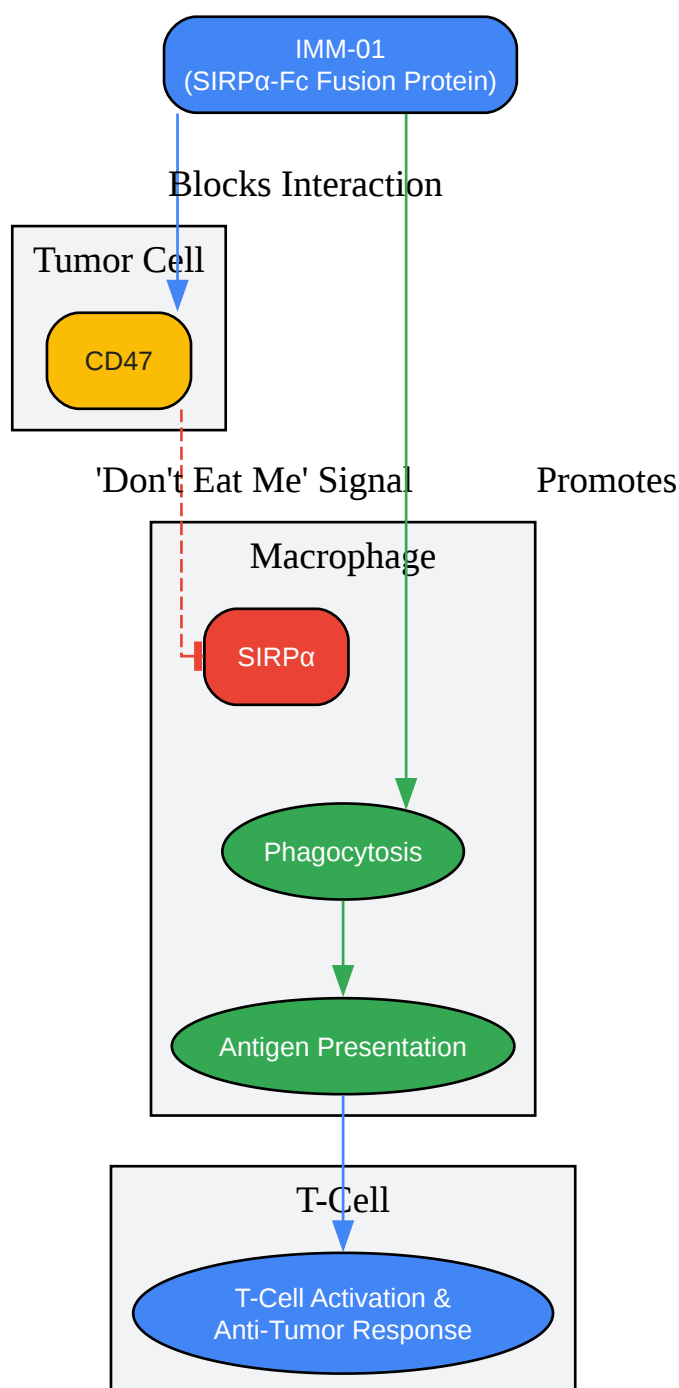 IMM-01
(SIRPα-Fc Fusion Protein)
Blocks Interaction
Tumor Cell
CD47
'Don't Eat Me' Signal
Promotes
Macrophage
SIRPα
Phagocytosis
Antigen Presentation
T-Cell
T-Cell Activation &
Anti-Tumor Response